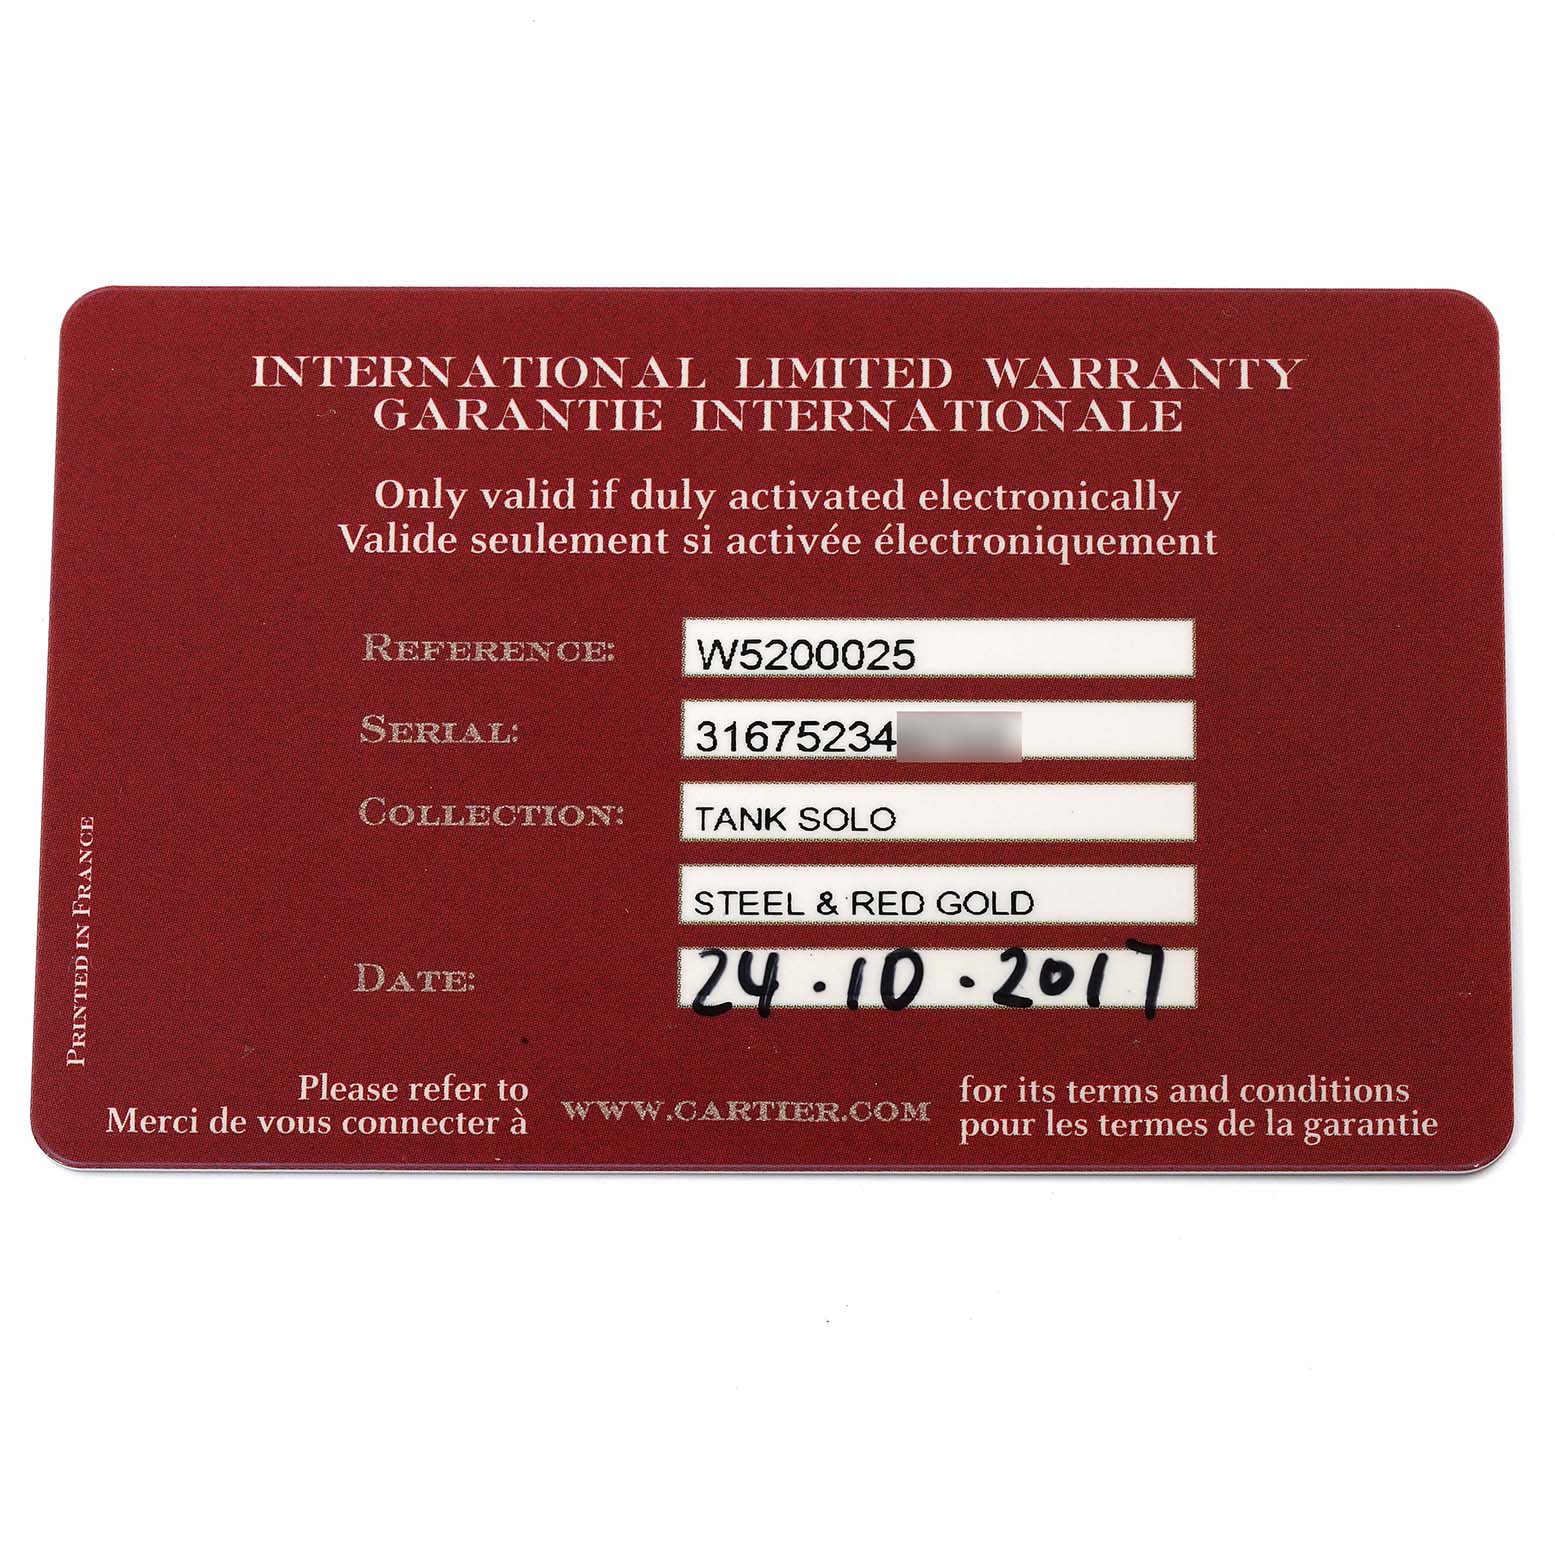 INTERNATIONAL LIMITED WARRANTY
GARANTIE INTERNATIONALE
Only valid if duly activated electronically
Valide seulement si activée électroniquement
REFERENCE: W5200025
SERIAL: 31675234
COLLECTION: TANK SOLO
STEEL & RED GOLD
DATE: 24.10.2017
PRINTED IN FRANCE
Please refer to
Merci de vous connecter à
WWW.CARTIER.COM
for its terms and conditions
pour les termes de la garantie